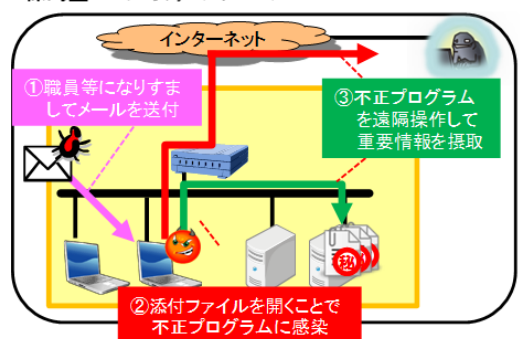 インターネット
①職員等になりすま
してメールを送付
③不正プログラム
を遠隔操作して
重要情報を摂取
㊙
②添付ファイルを開くことで
不正プログラムに感染